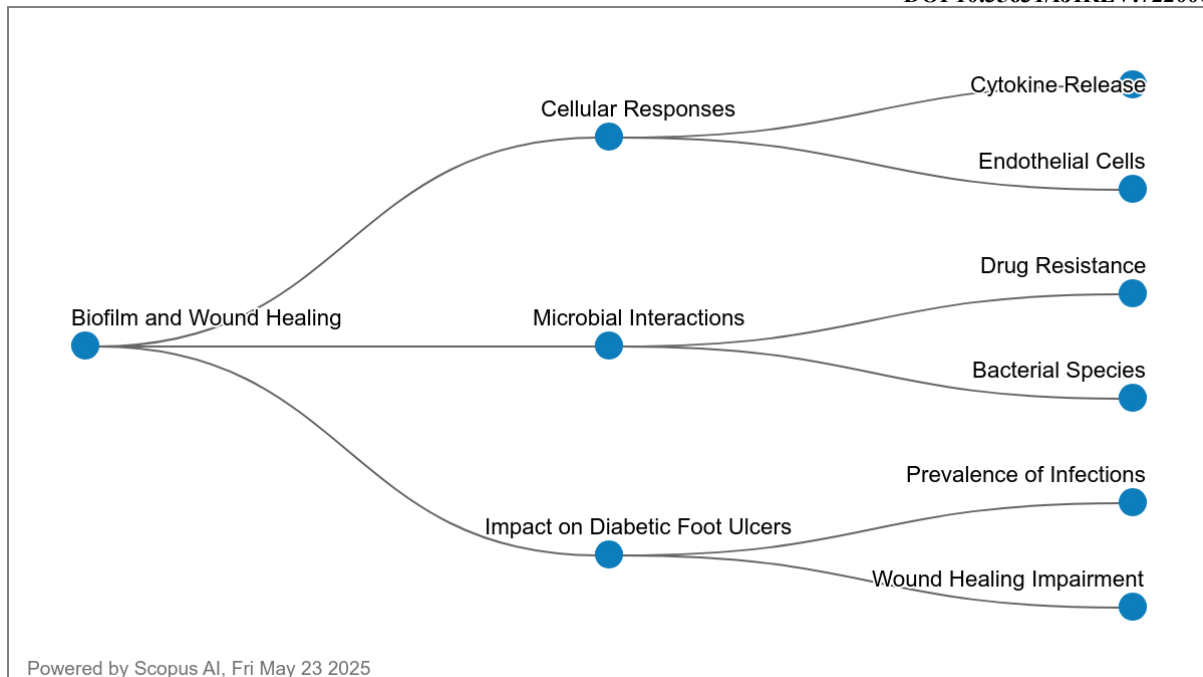 Cytokine Release
Cellular Responses
Endothelial Cells
Drug Resistance
Biofilm and Wound Healing
Microbial Interactions
Bacterial Species
Prevalence of Infections
Impact on Diabetic Foot Ulcers
Wound Healing Impairment
Powered by Scopus AI, Fri May 23 2025